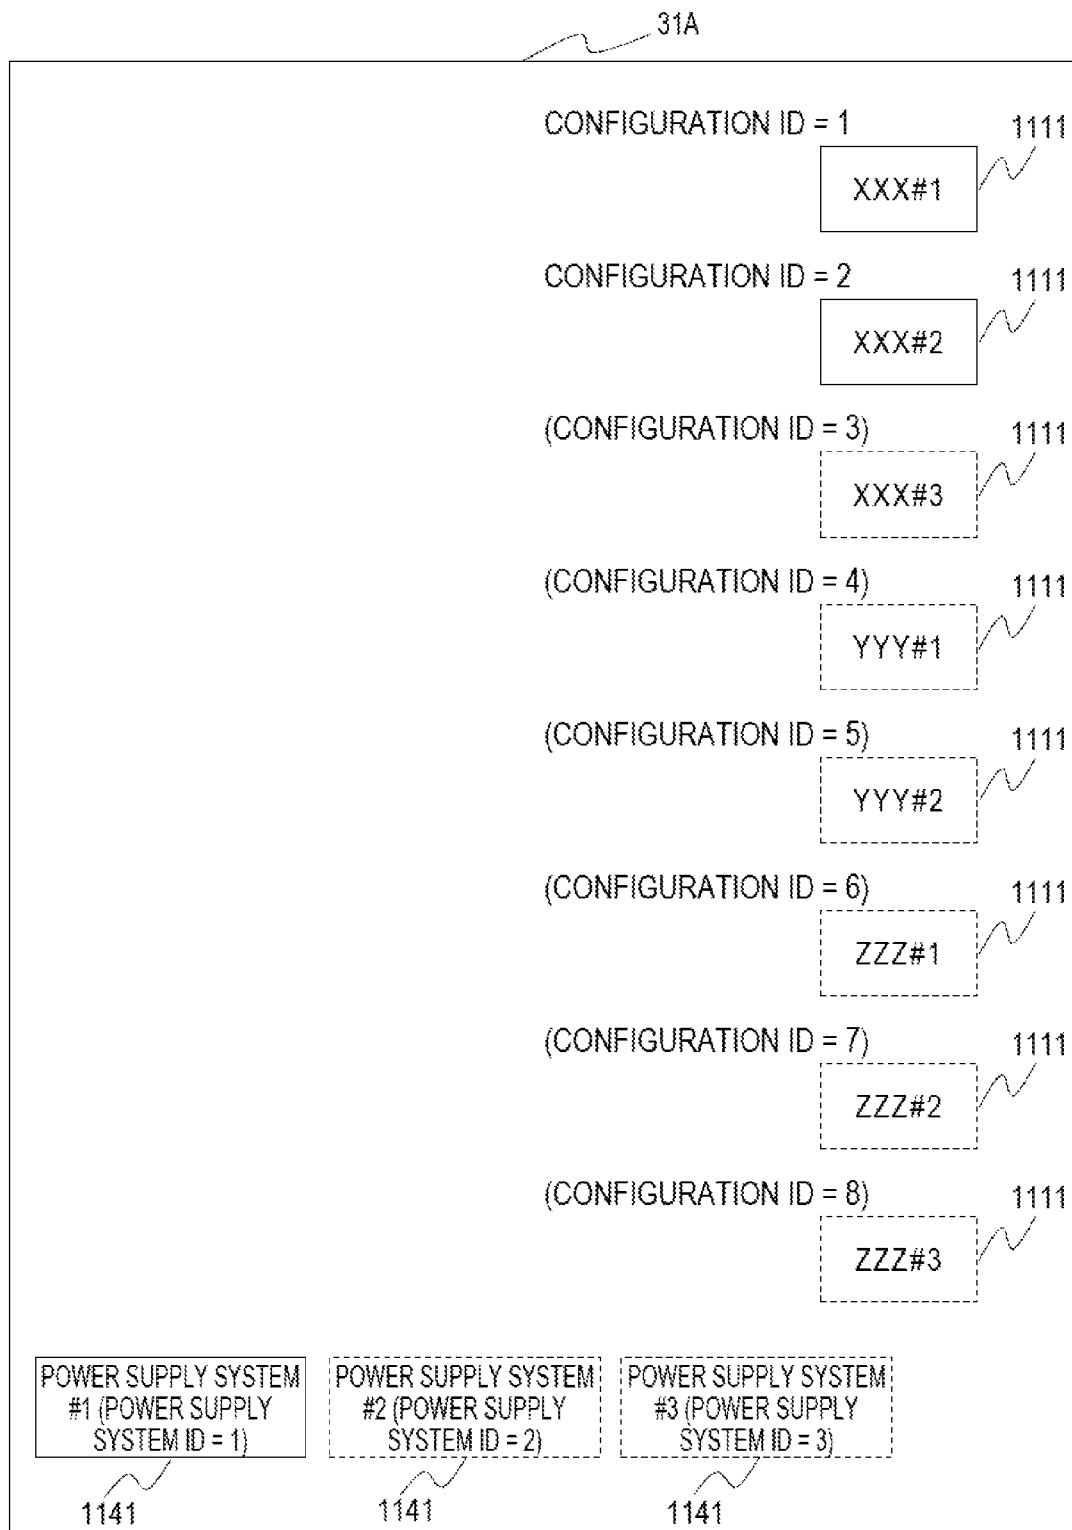 31A
CONFIGURATION ID = 1
1111
XXX#1
CONFIGURATION ID = 2
1111
XXX#2
(CONFIGURATION ID = 3)
1111
XXX#3
(CONFIGURATION ID = 4)
1111
YYY#1
(CONFIGURATION ID = 5)
1111
YYY#2
(CONFIGURATION ID = 6)
1111
ZZZ#1
(CONFIGURATION ID = 7)
1111
ZZZ#2
(CONFIGURATION ID = 8)
1111
ZZZ#3
POWER SUPPLY SYSTEM
#1 (POWER SUPPLY
SYSTEM ID = 1)
1141
POWER SUPPLY SYSTEM
#2 (POWER SUPPLY
SYSTEM ID = 2)
1141
POWER SUPPLY SYSTEM
#3 (POWER SUPPLY
SYSTEM ID = 3)
1141